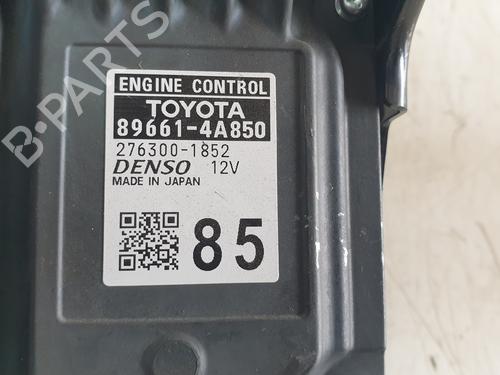 B-PARTS
ENGINE CONTROL
TOYOTA
89661-4A850
276300-1852
DENSO 12V
MADE IN JAPAN
85